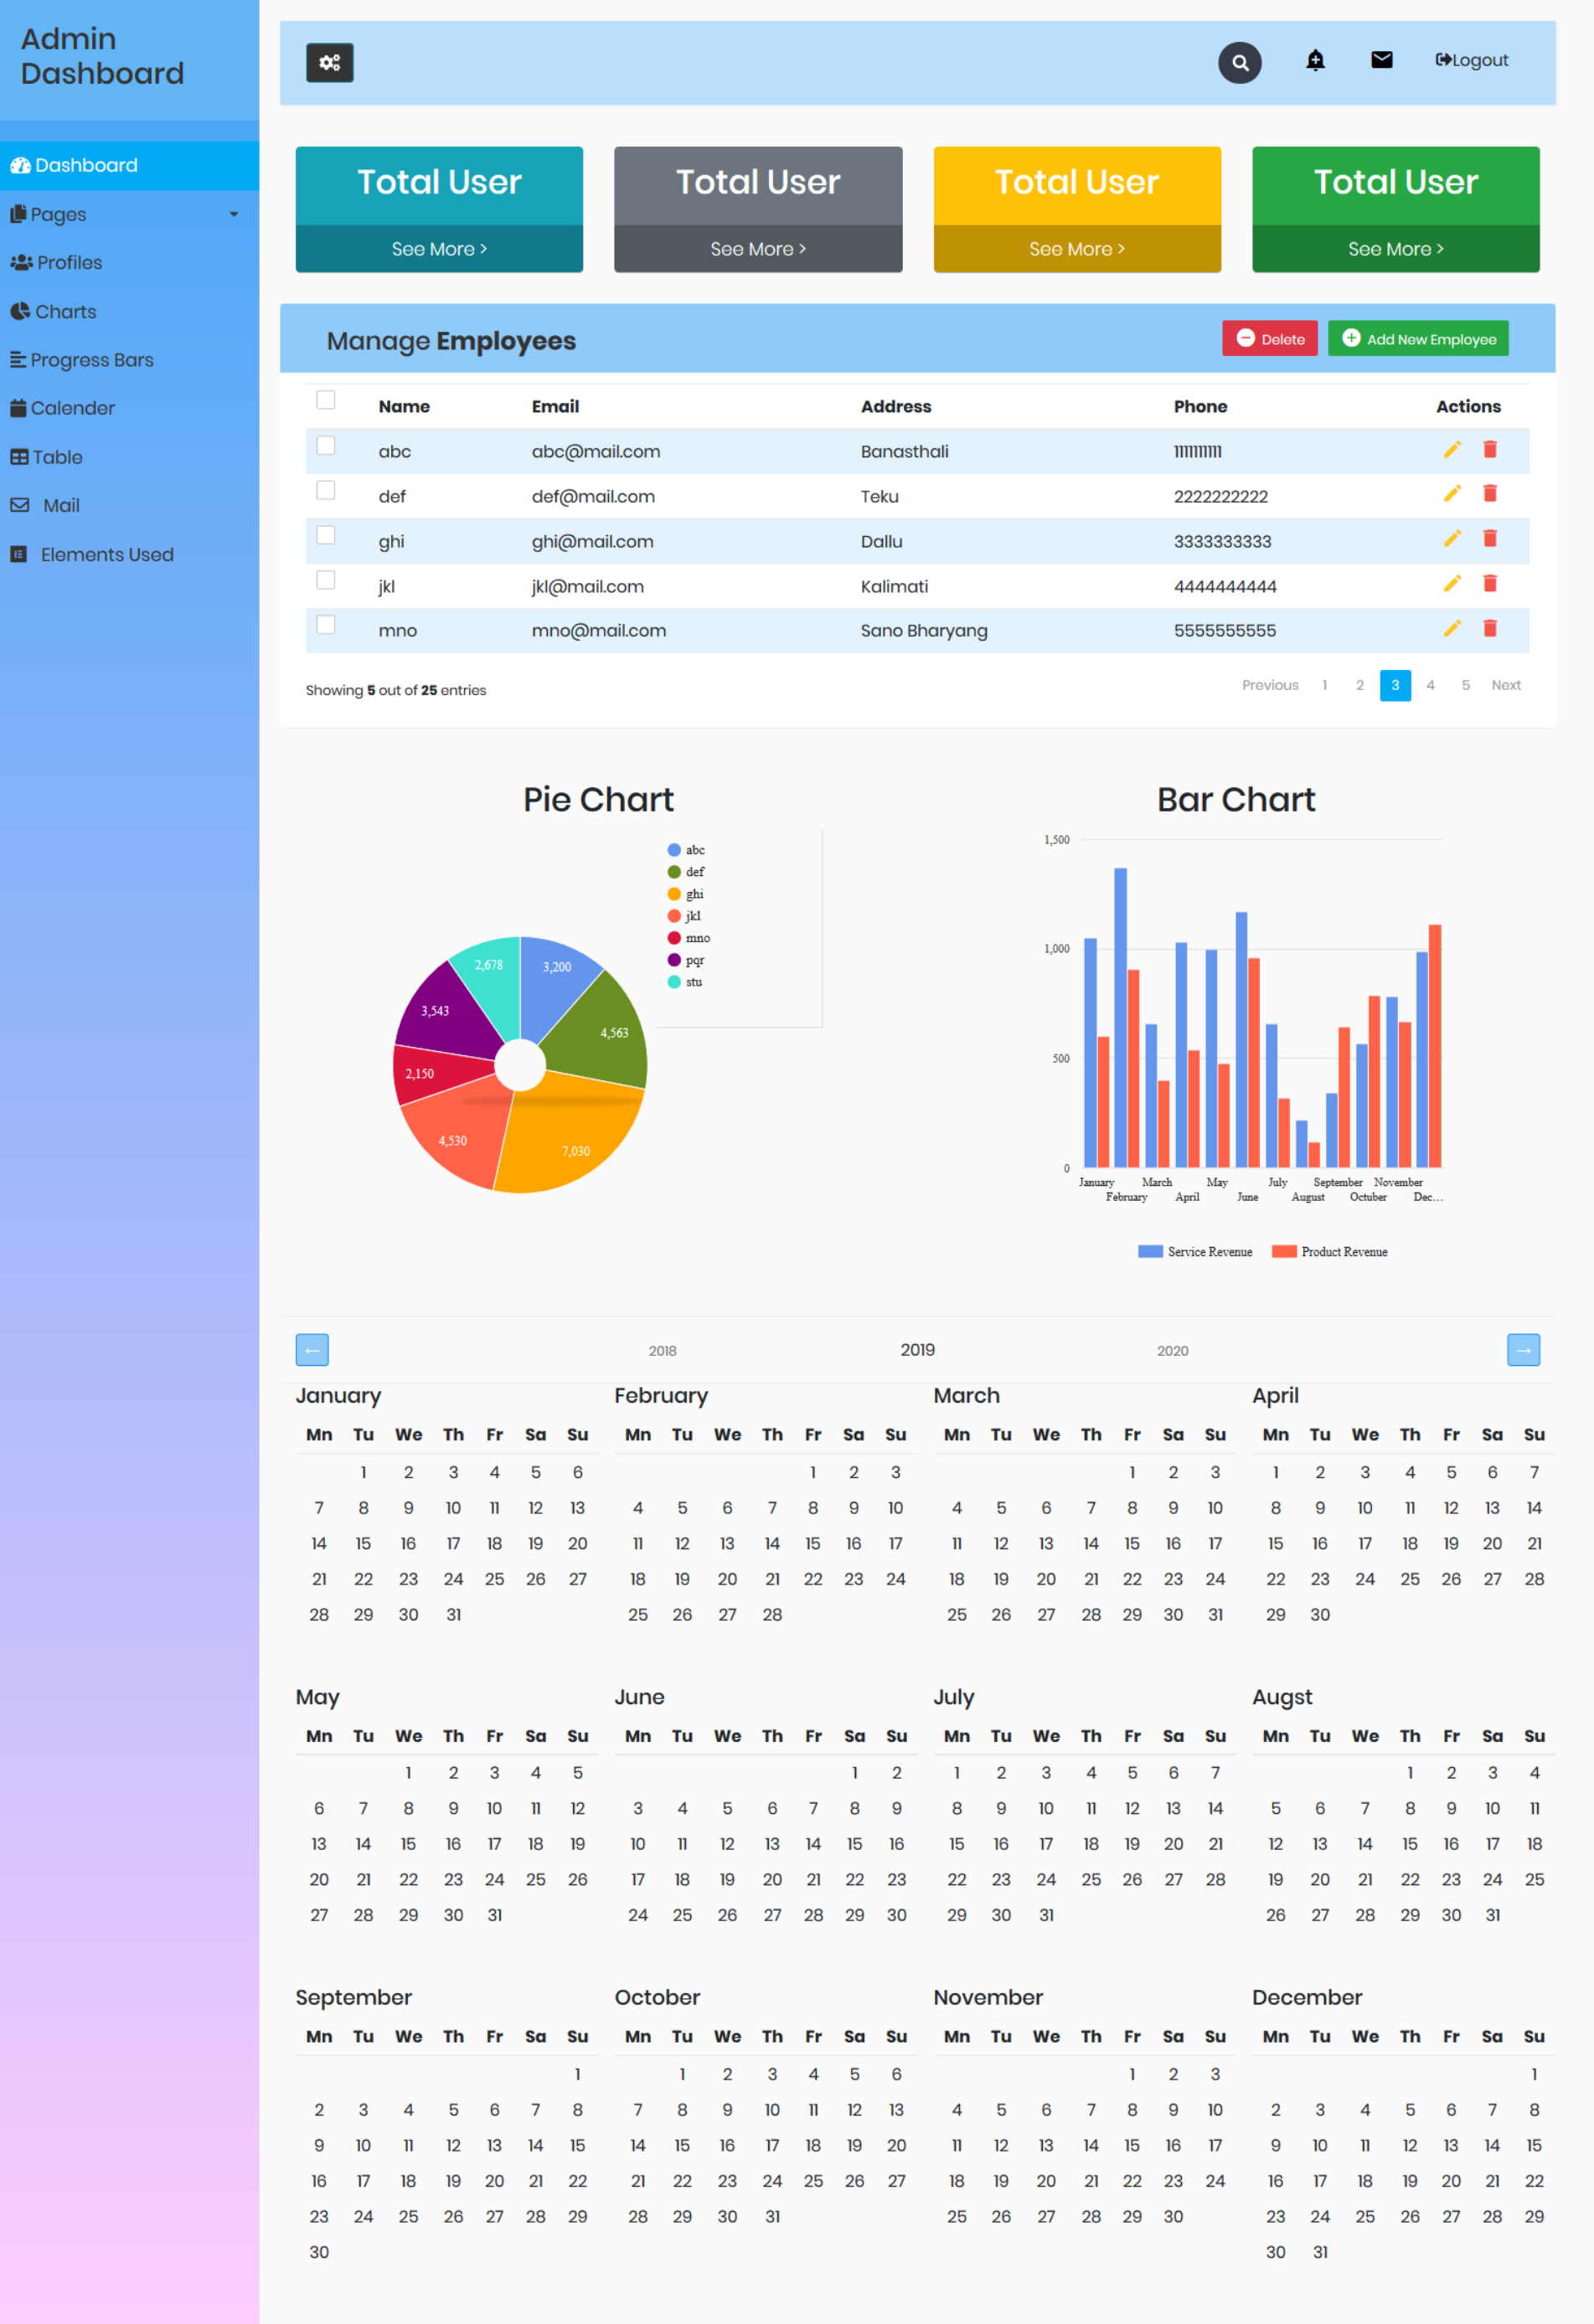 Admin
Dashboard
Dashboard
Pages
Profiles
Charts
Progress Bars
Calender
Table
Mail
Elements Used
Logout
Total User Total User Total User Total User
See More > See More > See More > See More >
Manage Employees Delete Add New Employee
Name Email Address Phone Actions
abc abc@mail.com Banasthali 1111111111
def def@mail.com Teku 2222222222
ghi ghi@mail.com Dallu 3333333333
jkl jkl@mail.com Kalimati 4444444444
mno mno@mail.com Sano Bharyang 5555555555
Showing 5 out of 25 entries Previous 1 2 3 4 5 Next
Pie Chart
abc
def
ghi
jkl
mno
pqr
stu
2,678 3,200
3,543
4,563
2,150
4,530
7,030
Bar Chart
1,500
1,000
500
0
January March May July September November
February April June August October Dec...
Service Revenue Product Revenue
← 2018 2019 2020 →
January February March April
Mn Tu We Th Fr Sa Su Mn Tu We Th Fr Sa Su Mn Tu We Th Fr Sa Su Mn Tu We Th Fr Sa Su
1 2 3 4 5 6 1 2 3 1 2 3 1 2 3 4 5 6 7
7 8 9 10 11 12 13 4 5 6 7 8 9 10 4 5 6 7 8 9 10 8 9 10 11 12 13 14
14 15 16 17 18 19 20 11 12 13 14 15 16 17 11 12 13 14 15 16 17 15 16 17 18 19 20 21
21 22 23 24 25 26 27 18 19 20 21 22 23 24 18 19 20 21 22 23 24 22 23 24 25 26 27 28
28 29 30 31 25 26 27 28 25 26 27 28 29 30 31 29 30
May June July Augst
Mn Tu We Th Fr Sa Su Mn Tu We Th Fr Sa Su Mn Tu We Th Fr Sa Su Mn Tu We Th Fr Sa Su
1 2 3 4 5 1 2 1 2 3 4 5 6 7 1 2 3 4
6 7 8 9 10 11 12 3 4 5 6 7 8 9 8 9 10 11 12 13 14 5 6 7 8 9 10 11
13 14 15 16 17 18 19 10 11 12 13 14 15 16 15 16 17 18 19 20 21 12 13 14 15 16 17 18
20 21 22 23 24 25 26 17 18 19 20 21 22 23 22 23 24 25 26 27 28 19 20 21 22 23 24 25
27 28 29 30 31 24 25 26 27 28 29 30 29 30 31 26 27 28 29 30 31
September October November December
Mn Tu We Th Fr Sa Su Mn Tu We Th Fr Sa Su Mn Tu We Th Fr Sa Su Mn Tu We Th Fr Sa Su
1 1 2 3 4 5 6 1 2 3 1
2 3 4 5 6 7 8 7 8 9 10 11 12 13 4 5 6 7 8 9 10 2 3 4 5 6 7 8
9 10 11 12 13 14 15 14 15 16 17 18 19 20 11 12 13 14 15 16 17 9 10 11 12 13 14 15
16 17 18 19 20 21 22 21 22 23 24 25 26 27 18 19 20 21 22 23 24 16 17 18 19 20 21 22
23 24 25 26 27 28 29 28 29 30 31 25 26 27 28 29 30 23 24 25 26 27 28 29
30 30 31